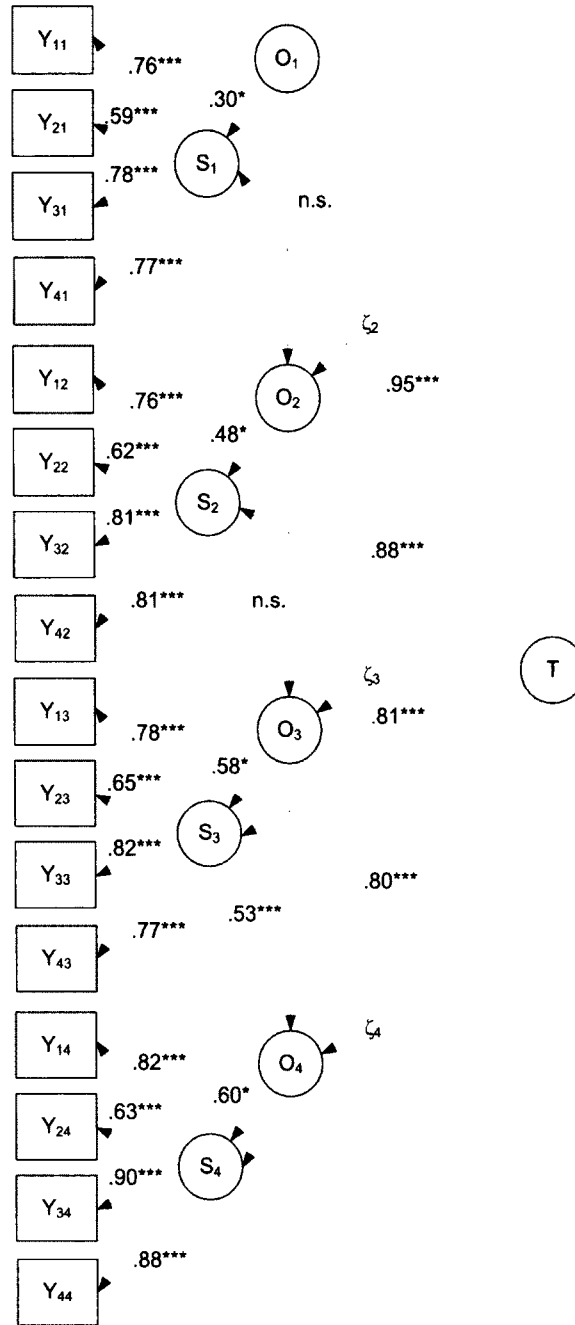 Y11
.76***
O1
.30*
Y21
.59***
S1
.78***
Y31
n.s.
.77***
Y41
ζ2
Y12
.76***
O2
.95***
.48*
Y22
.62***
S2
.81***
Y32
.88***
.81***
n.s.
Y42
T
ζ3
Y13
.78***
O3
.81***
.58*
Y23
.65***
S3
.82***
Y33
.80***
.53***
.77***
Y43
ζ4
Y14
.82***
O4
.60*
Y24
.63***
S4
.90***
Y34
.88***
Y44